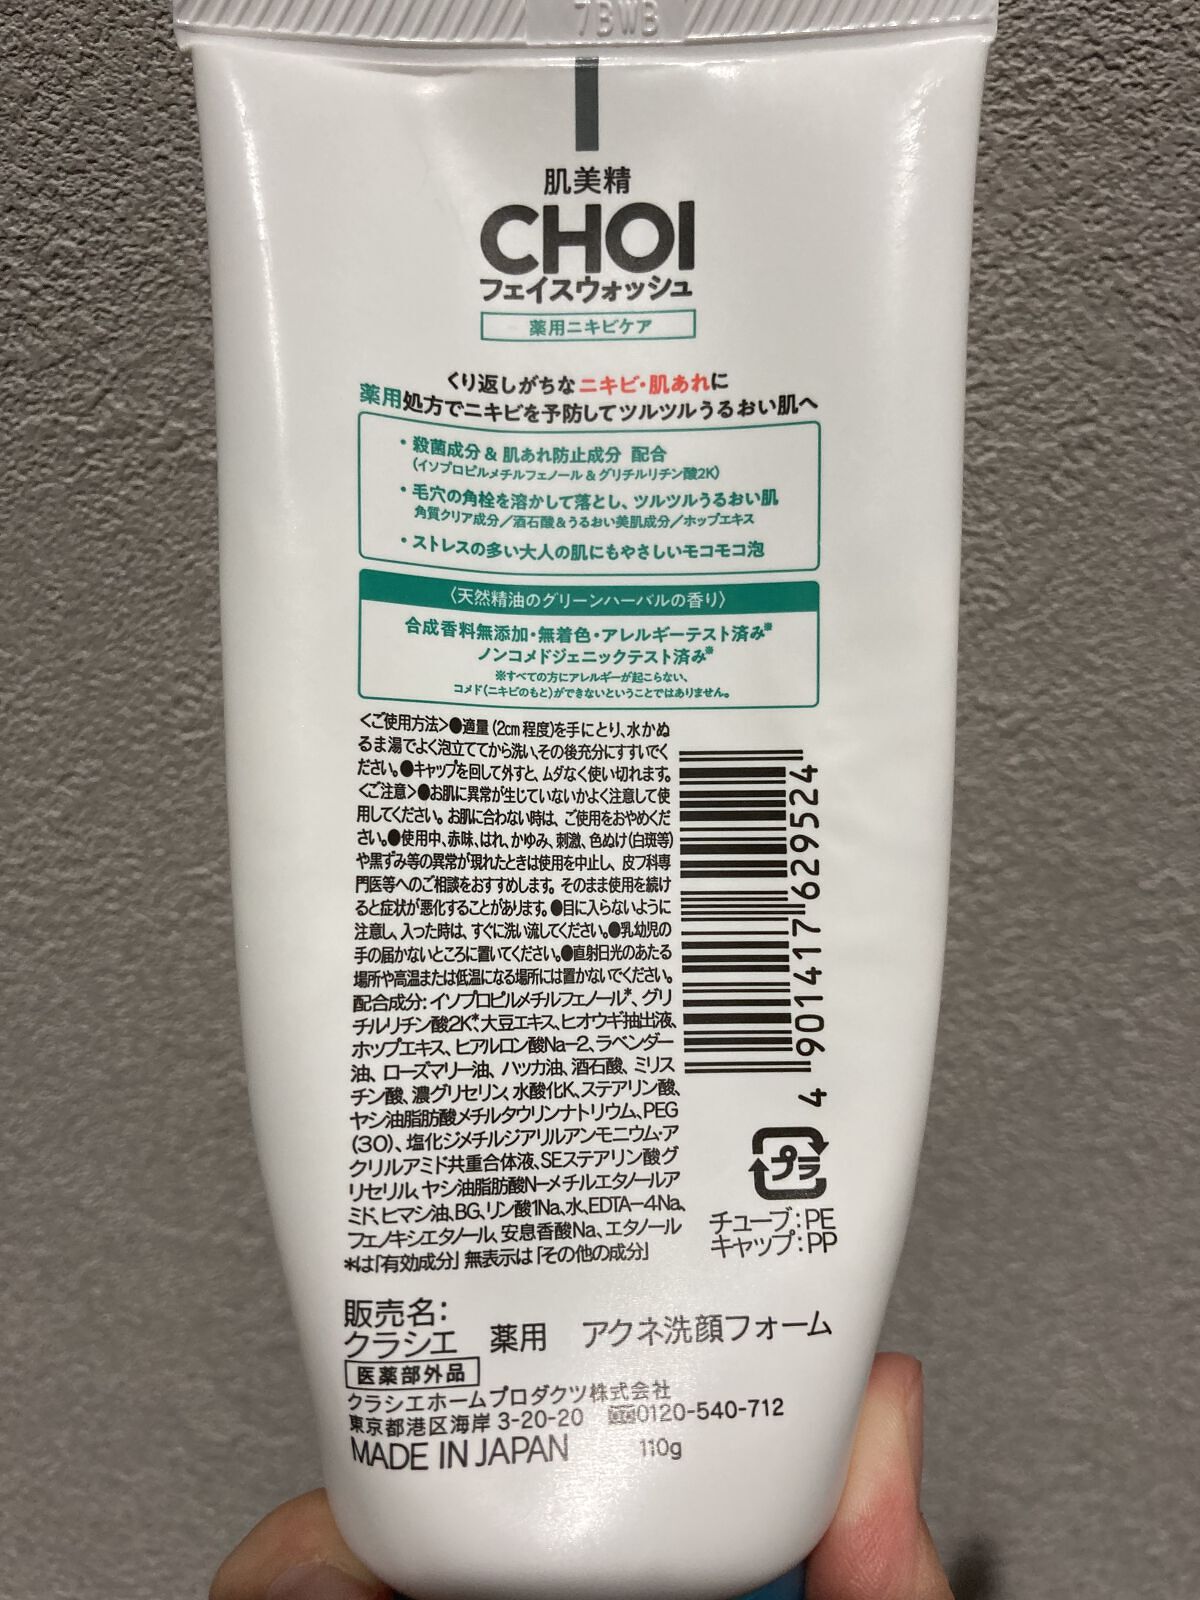 7BWB
肌美精
CHOI
フェイスウォッシュ
薬用ニキビケア
くり返しがちなニキビ・肌あれに
薬用処方でニキビを予防してツルツルうるおい肌へ
・殺菌成分 & 肌あれ防止成分 配合
(イソプロピルメチルフェノール & グリチルリチン酸2K)
・毛穴の角栓を溶かして落とし、ツルツルうるおい肌
角質クリア成分／酒石酸&うるおい美肌成分／ホップエキス
・ストレスの多い大人の肌にもやさしいモコモコ泡
〈天然精油のグリーンハーバルの香り〉
合成香料無添加・無着色・アレルギーテスト済み※
ノンコメドジェニックテスト済み※
※すべての方にアレルギーが起こらない、
コメド(ニキビのもと)ができないということではありません。
<ご使用方法>●適量(2cm程度)を手にとり、水かぬ
るま湯でよく泡立ててから洗い、その後充分にすすいでく
ださい。●キャップを回して外すと、ムダなく使い切れます。
<ご注意>●お肌に異常が生じていないかよく注意して使
用してください。お肌に合わない時は、ご使用をおやめくだ
さい。●使用中、赤味、はれ、かゆみ、刺激、色ぬけ(白斑等)
や黒ずみ等の異常が現れたときは使用を中止し、皮フ科専
門医等へのご相談をおすすめします。そのまま使用を続け
ると症状が悪化することがあります。●目に入らないように
注意し、入った時は、すぐに洗い流してください。●乳幼児の
手の届かないところに置いてください。●直射日光のあたる
場所や高温または低温になる場所には置かないでください。
配合成分:イソプロピルメチルフェノール*、グリ
チルリチン酸2K*、大豆エキス、ヒオウギ抽出液、
ホップエキス、ヒアルロン酸Na-2、ラベンダー
油、ローズマリー油、ハッカ油、酒石酸、ミリス
チン酸、濃グリセリン、水酸化K、ステアリン酸、
ヤシ油脂肪酸メチルタウリンナトリウム、PEG
(30)、塩化ジメチルジアリルアンモニウム・ア
クリルアミド共重合体液、SEステアリン酸グ
リセリル、ヤシ油脂肪酸N-メチルエタノールア
ミド、ヒマシ油、BG、リン酸1Na、水、EDTA-4Na、
フェノキシエタノール、安息香酸Na、エタノール
*は「有効成分」無表示は「その他の成分」
4 901417 629524
プラ
チューブ:PE
キャップ:PP
販売名:
クラシエ 薬用 アクネ洗顔フォーム
医薬部外品
クラシエホームプロダクツ株式会社
東京都港区海岸 3-20-20 0120-540-712
MADE IN JAPAN 110g